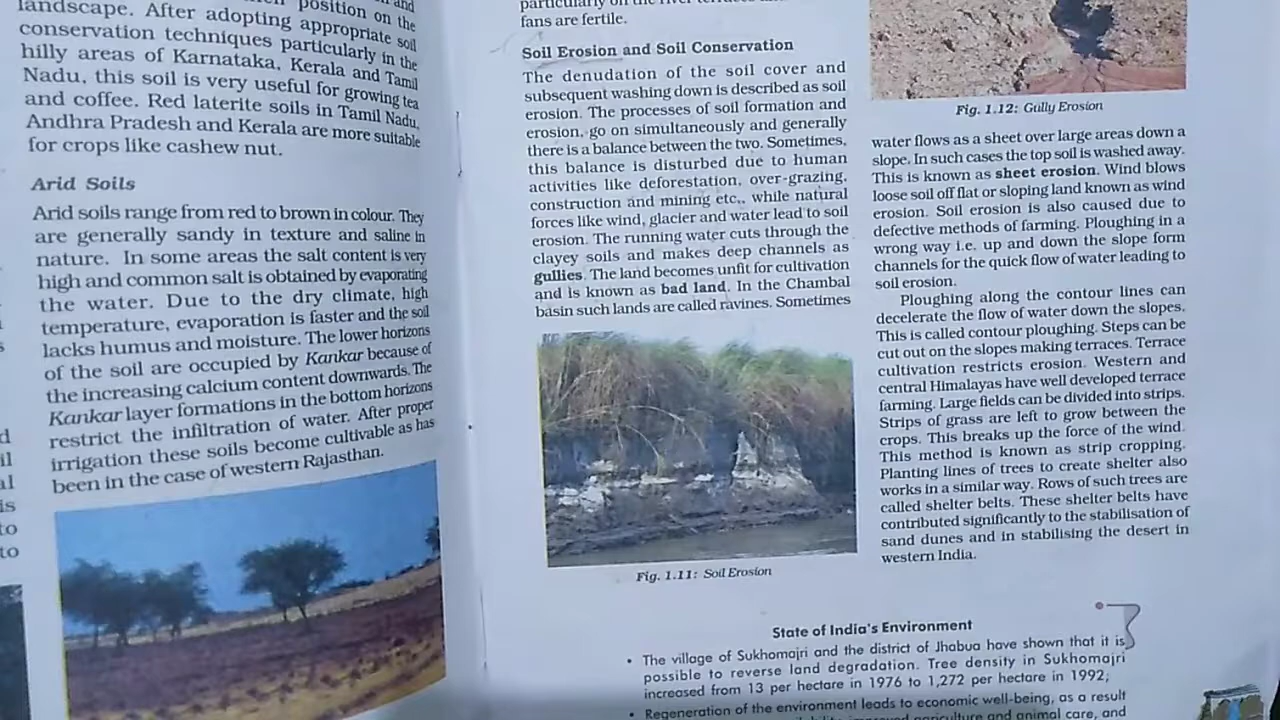 and
position on the
landscape. After adopting appropriate soil
conservation techniques particularly in the
hilly areas of Karnataka, Kerala and Tamil
Nadu, this soil is very useful for growing tea
and coffee. Red laterite soils in Tamil Nadu,
Andhra Pradesh and Kerala are more suitable
for crops like cashew nut.
Arid Soils
Arid soils range from red to brown in colour. They
are generally sandy in texture and saline in
nature. In some areas the salt content is very
high and common salt is obtained by evaporating
the water. Due to the dry climate, high
temperature, evaporation is faster and the soil
lacks humus and moisture. The lower horizons
of the soil are occupied by Kankar because of
the increasing calcium content downwards. The
Kankar layer formations in the bottom horizons
restrict the infiltration of water. After proper
irrigation these soils become cultivable as has
been in the case of western Rajasthan.
to
to
particularly on the river terraces
fans are fertile.
Soil Erosion and Soil Conservation
The denudation of the soil cover and
subsequent washing down is described as soil
erosion. The processes of soil formation and
erosion, go on simultaneously and generally
there is a balance between the two. Sometimes,
this balance is disturbed due to human
activities like deforestation, over-grazing,
construction and mining etc., while natural
forces like wind, glacier and water lead to soil
erosion. The running water cuts through the
clayey soils and makes deep channels as
gullies. The land becomes unfit for cultivation
and is known as bad land. In the Chambal
basin such lands are called ravines. Sometimes
Fig. 1.11: Soil Erosion
Fig. 1.12: Gully Erosion
water flows as a sheet over large areas down a
slope. In such cases the top soil is washed away.
This is known as sheet erosion. Wind blows
loose soil off flat or sloping land known as wind
erosion. Soil erosion is also caused due to
defective methods of farming. Ploughing in a
wrong way i.e. up and down the slope form
channels for the quick flow of water leading to
soil erosion.
Ploughing along the contour lines can
decelerate the flow of water down the slopes.
This is called contour ploughing. Steps can be
cut out on the slopes making terraces. Terrace
cultivation restricts erosion. Western and
central Himalayas have well developed terrace
farming. Large fields can be divided into strips.
Strips of grass are left to grow between the
crops. This breaks up the force of the wind.
This method is known as strip cropping.
Planting lines of trees to create shelter also
works in a similar way. Rows of such trees are
called shelter belts. These shelter belts have
contributed significantly to the stabilisation of
sand dunes and in stabilising the desert in
western India.
State of India's Environment
• The village of Sukhomajri and the district of Jhabua have shown that it is
possible to reverse land degradation. Tree density in Sukhomajri
increased from 13 per hectare in 1976 to 1,272 per hectare in 1992;
• Regeneration of the environment leads to economic well-being, as a result
agriculture and animal care, and